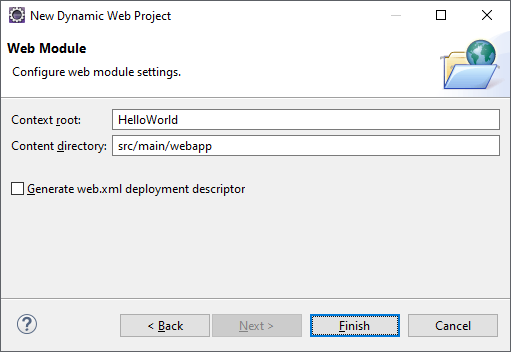 New Dynamic Web Project
Web Module
Configure web module settings.
Context root: HelloWorld
Content directory: src/main/webapp
Generate web.xml deployment descriptor
? < Back Next > Finish Cancel